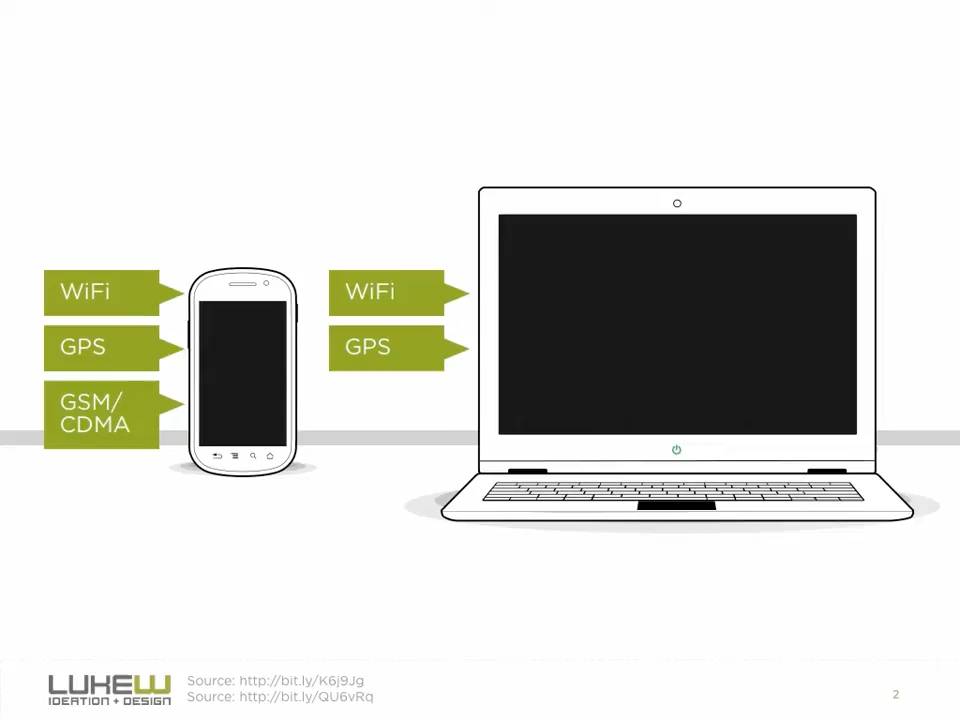 WiFi
GPS
GSM/
CDMA
WiFi
GPS
LUKEW
IDEATION + DESIGN
Source: http://bit.ly/K6j9Jg
Source: http://bit.ly/QU6vRq
2